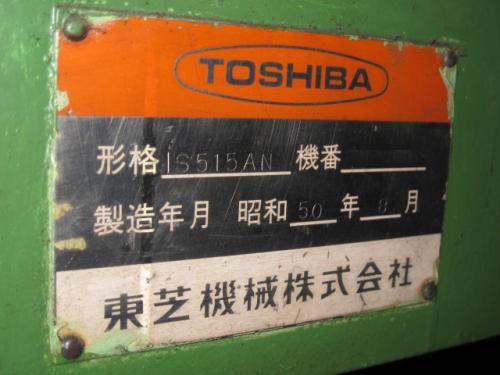 TOSHIBA
形格 IS515AN 機番
製造年月 昭和 50 年 8 月
東芝機械株式会社